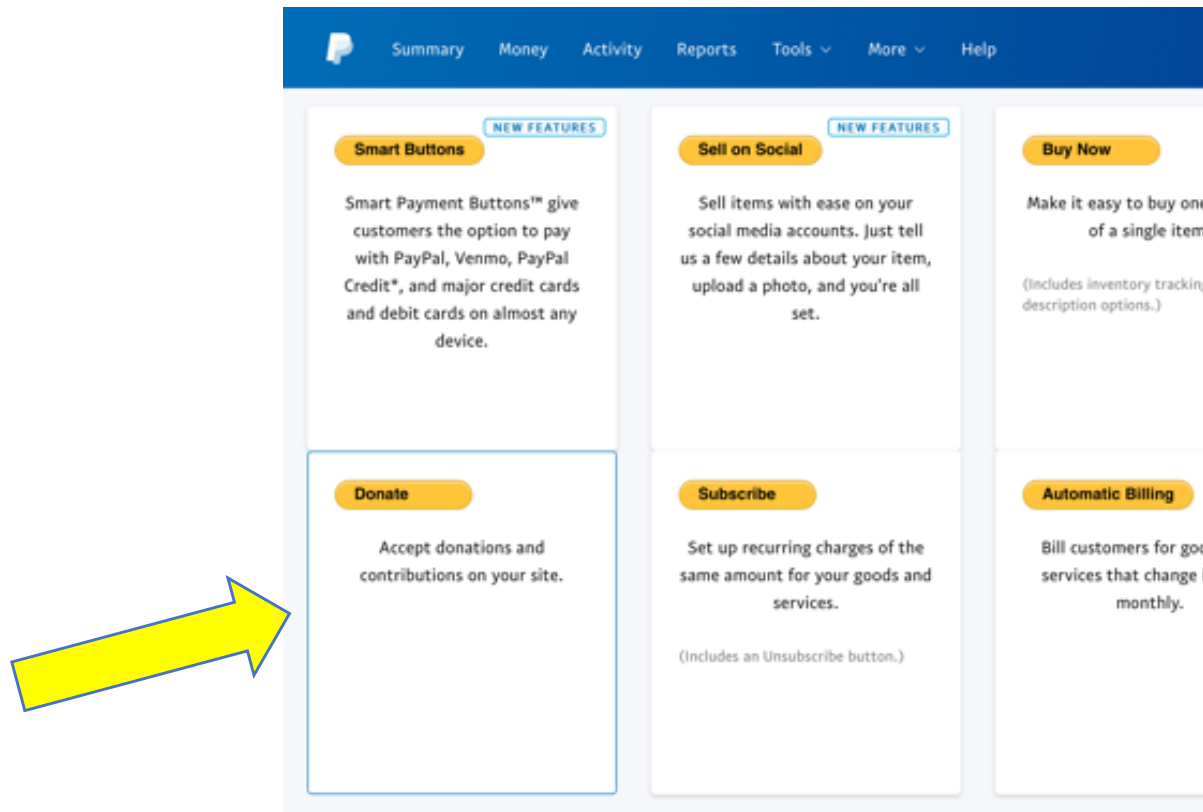 Summary Money Activity Reports Tools More Help
NEW FEATURES
Smart Buttons
Smart Payment Buttons™ give
customers the option to pay
with PayPal, Venmo, PayPal
Credit*, and major credit cards
and debit cards on almost any
device.
NEW FEATURES
Sell on Social
Sell items with ease on your
social media accounts. Just tell
us a few details about your item,
upload a photo, and you're all
set.
Buy Now
Make it easy to buy one
of a single item
(Includes inventory tracking
description options.)
Donate
Accept donations and
contributions on your site.
Subscribe
Set up recurring charges of the
same amount for your goods and
services.
(Includes an Unsubscribe button.)
Automatic Billing
Bill customers for
services that change
monthly.